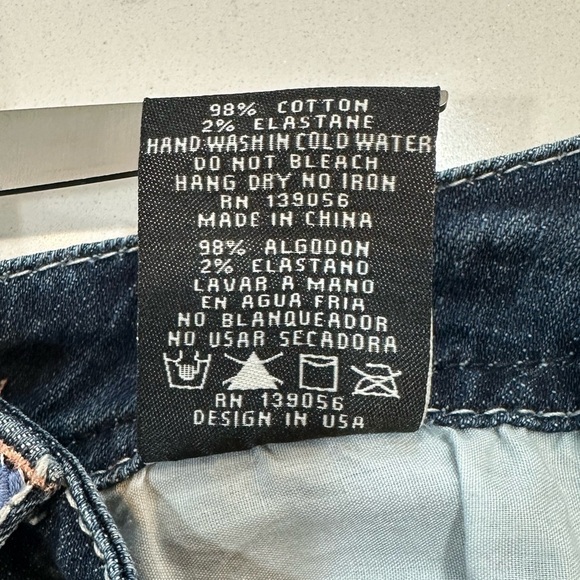 98% COTTON
2% ELASTANE
HAND WASH IN COLD WATER
DO NOT BLEACH
HANG DRY NO IRON
RN 139056
MADE IN CHINA
98% ALGODON
2% ELASTANO
LAVAR A MANO
EN AGUA FRIA
NO BLANQUEADOR
NO USAR SECADORA
RN 139056
DESIGN IN USA